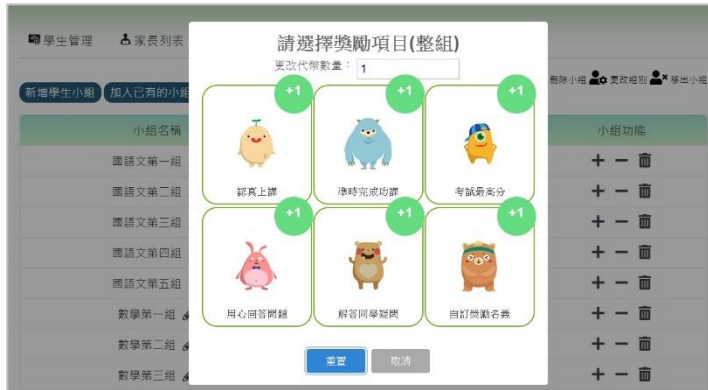 學生管理 家長列表
請選擇獎勵項目(整組)
更改代幣數量： 1
新增學生小組 加入已有的小組
刪除小組 更改組別 移出小組
小組名稱 小組功能
國語文第一組
國語文第二組
國語文第三組
國語文第四組
國語文第五組
數學第一組
數學第二組
數學第三組
+1 +1 +1
認真上課 準時完成功課 考試最高分
+1 +1 +1
用心回答問題 解答同學疑問 自訂獎勵名義
重置 取消